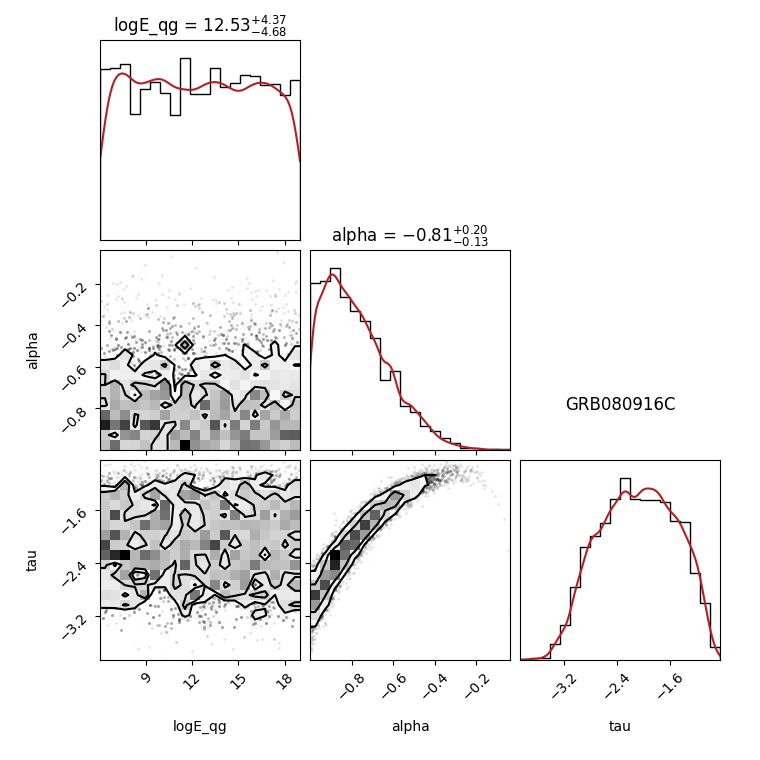 logE_qg = 12.53^{+4.37}_{−4.68}
alpha = −0.81^{+0.20}_{−0.13}
alpha
−0.2
−0.4
−0.6
−0.8
GRB080916C
tau
−1.6
−2.4
−3.2
9 12 15 18
−0.8 −0.6 −0.4 −0.2
−3.2 −2.4 −1.6
logE_qg alpha tau